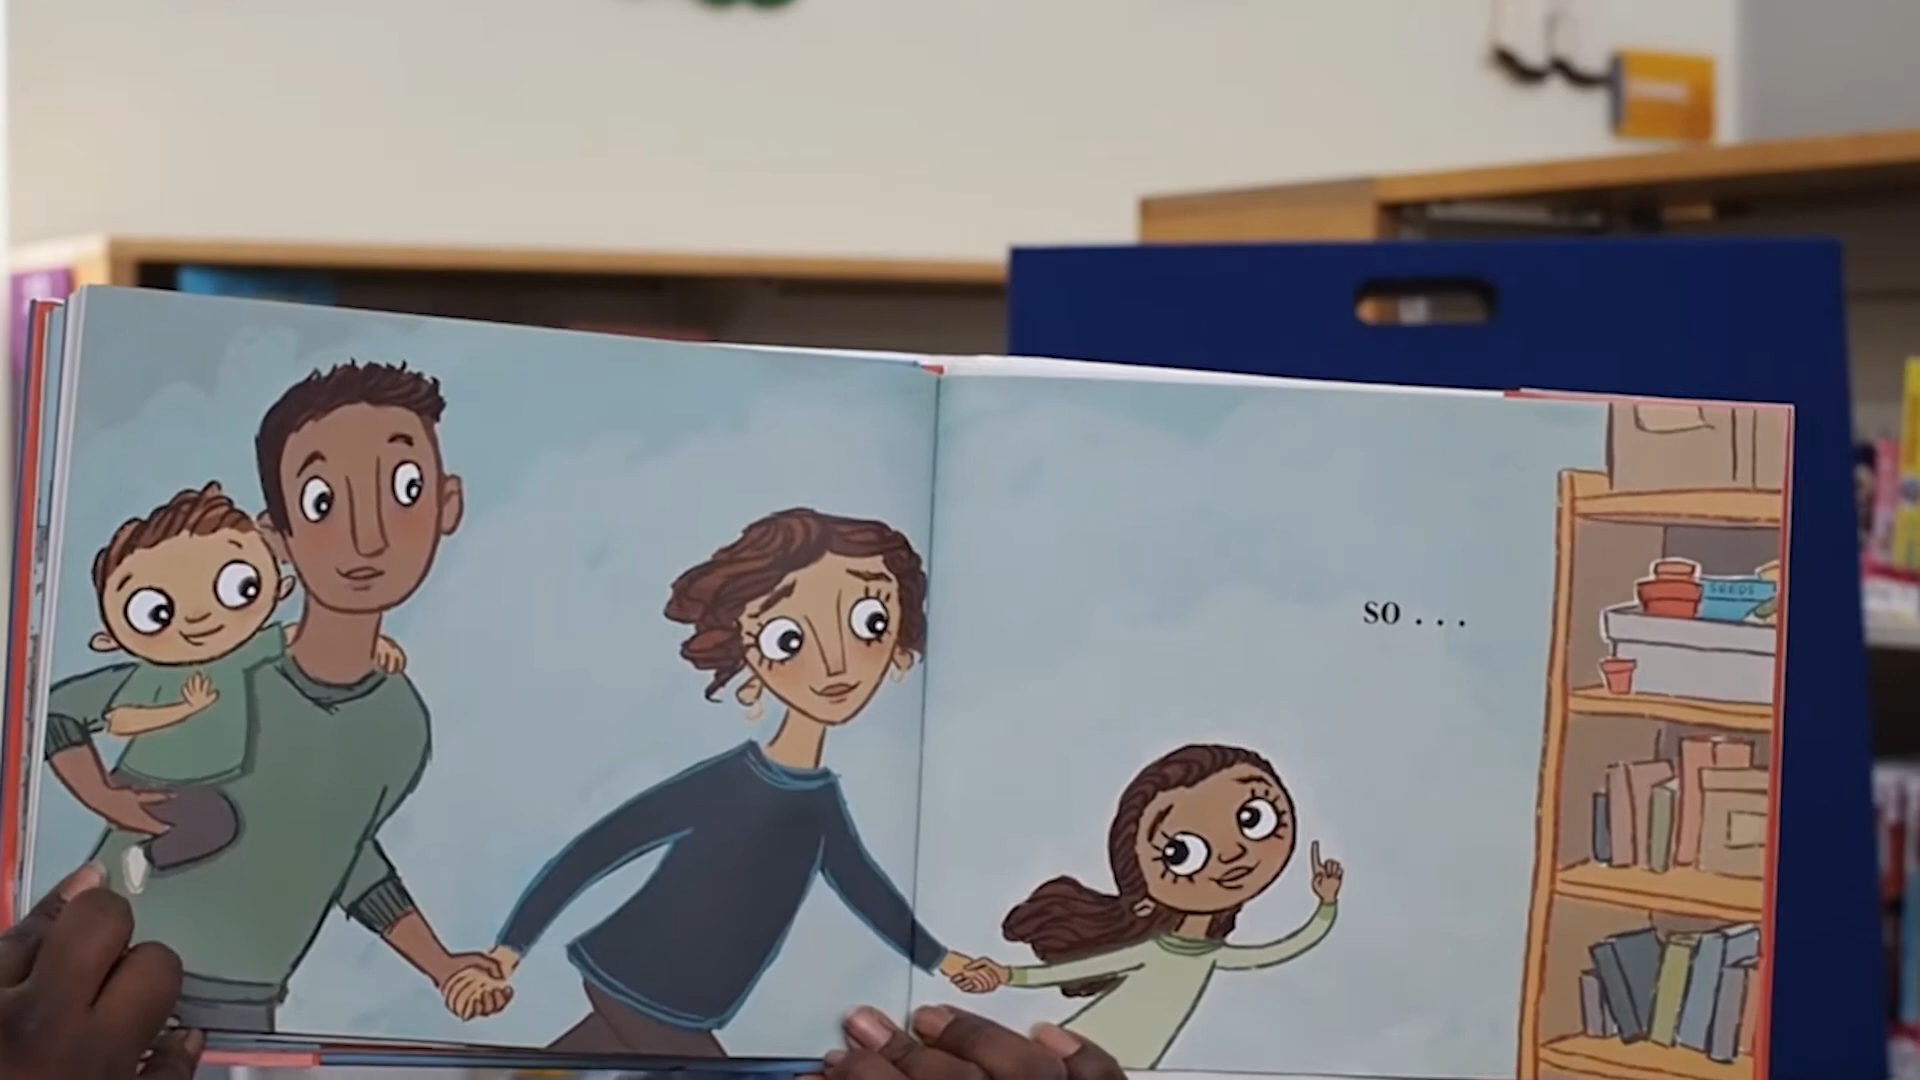 so . . .
SEEDS